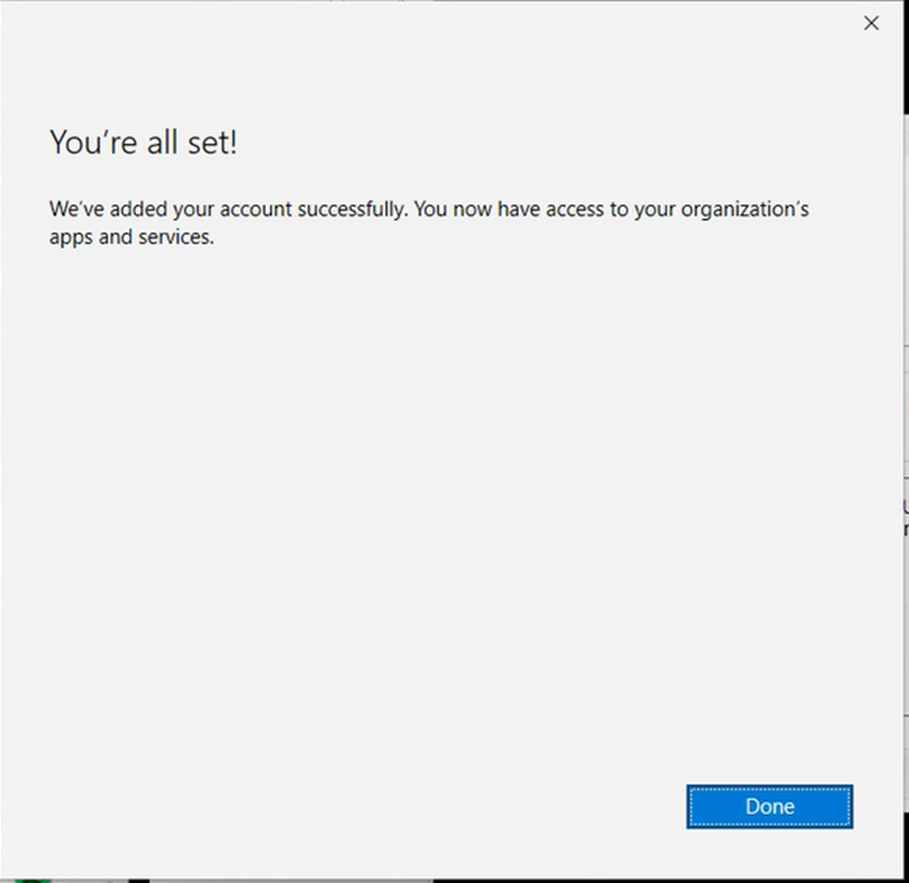 You’re all set!
We’ve added your account successfully. You now have access to your organization’s
apps and services.
Done